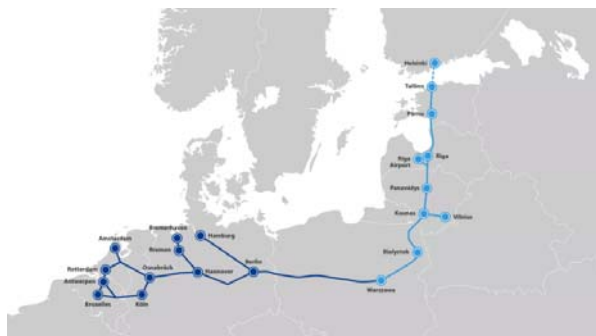 Helsinki
Tallinn
Pärnu
Riga
Riga
Airport
Panevėžys
Kaunas
Vilnius
Bialystok
Warszawa
Bremerhaven
Hamburg
Amsterdam
Bremen
Rotterdam
Osnabrück
Hannover
Berlin
Antwerpen
Bruxelles
Köln